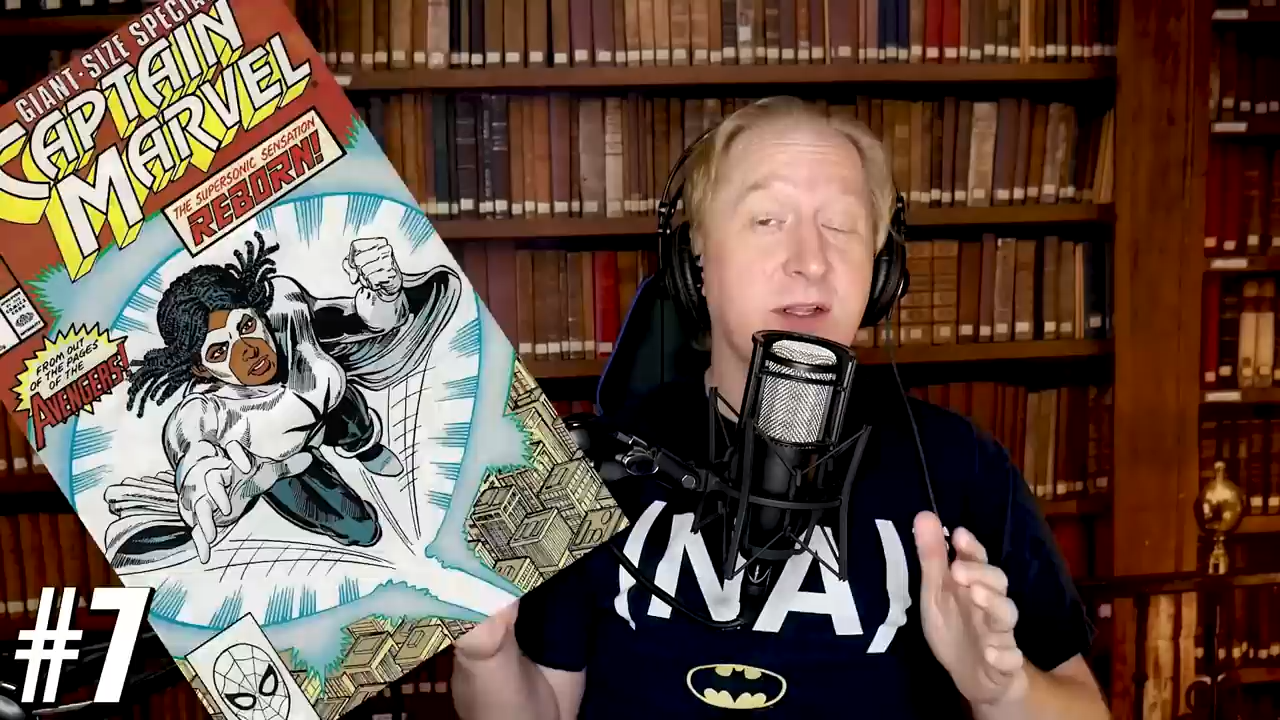 GIANT-SIZE SPECIAL
CAPTAIN
MARVEL
THE SUPERSONIC SENSATION
REBORN!
FROM OUT
OF THE PAGES
OF THE
AVENGERS!
#7
(NA)